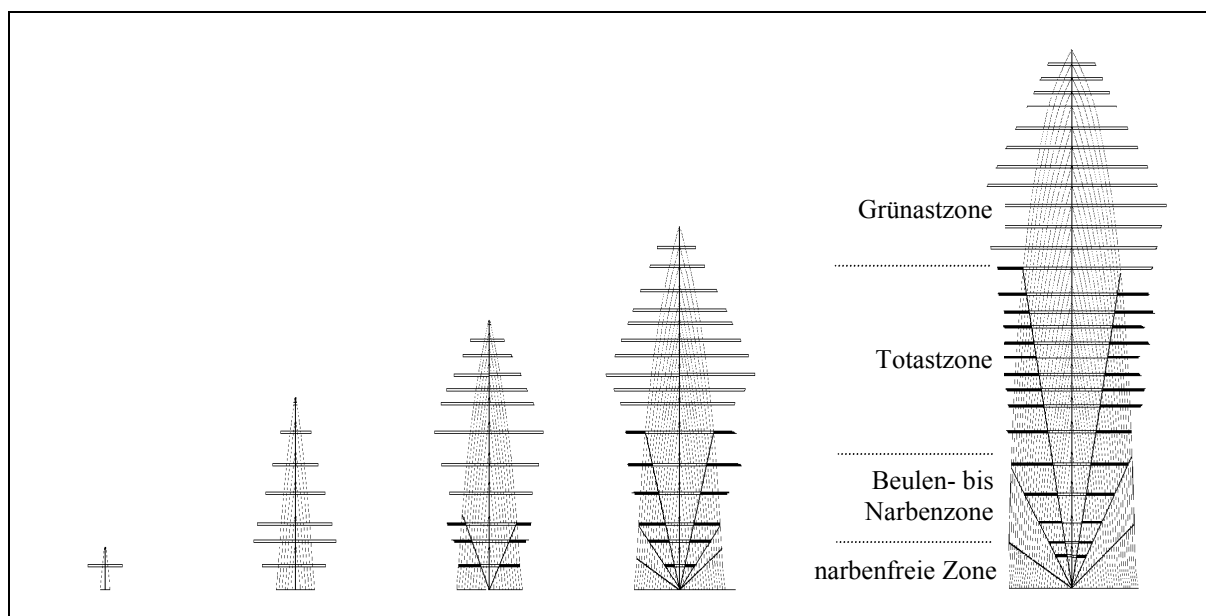 Grünastzone
Totastzone
Beulen- bis
Narbenzone
narbenfreie Zone